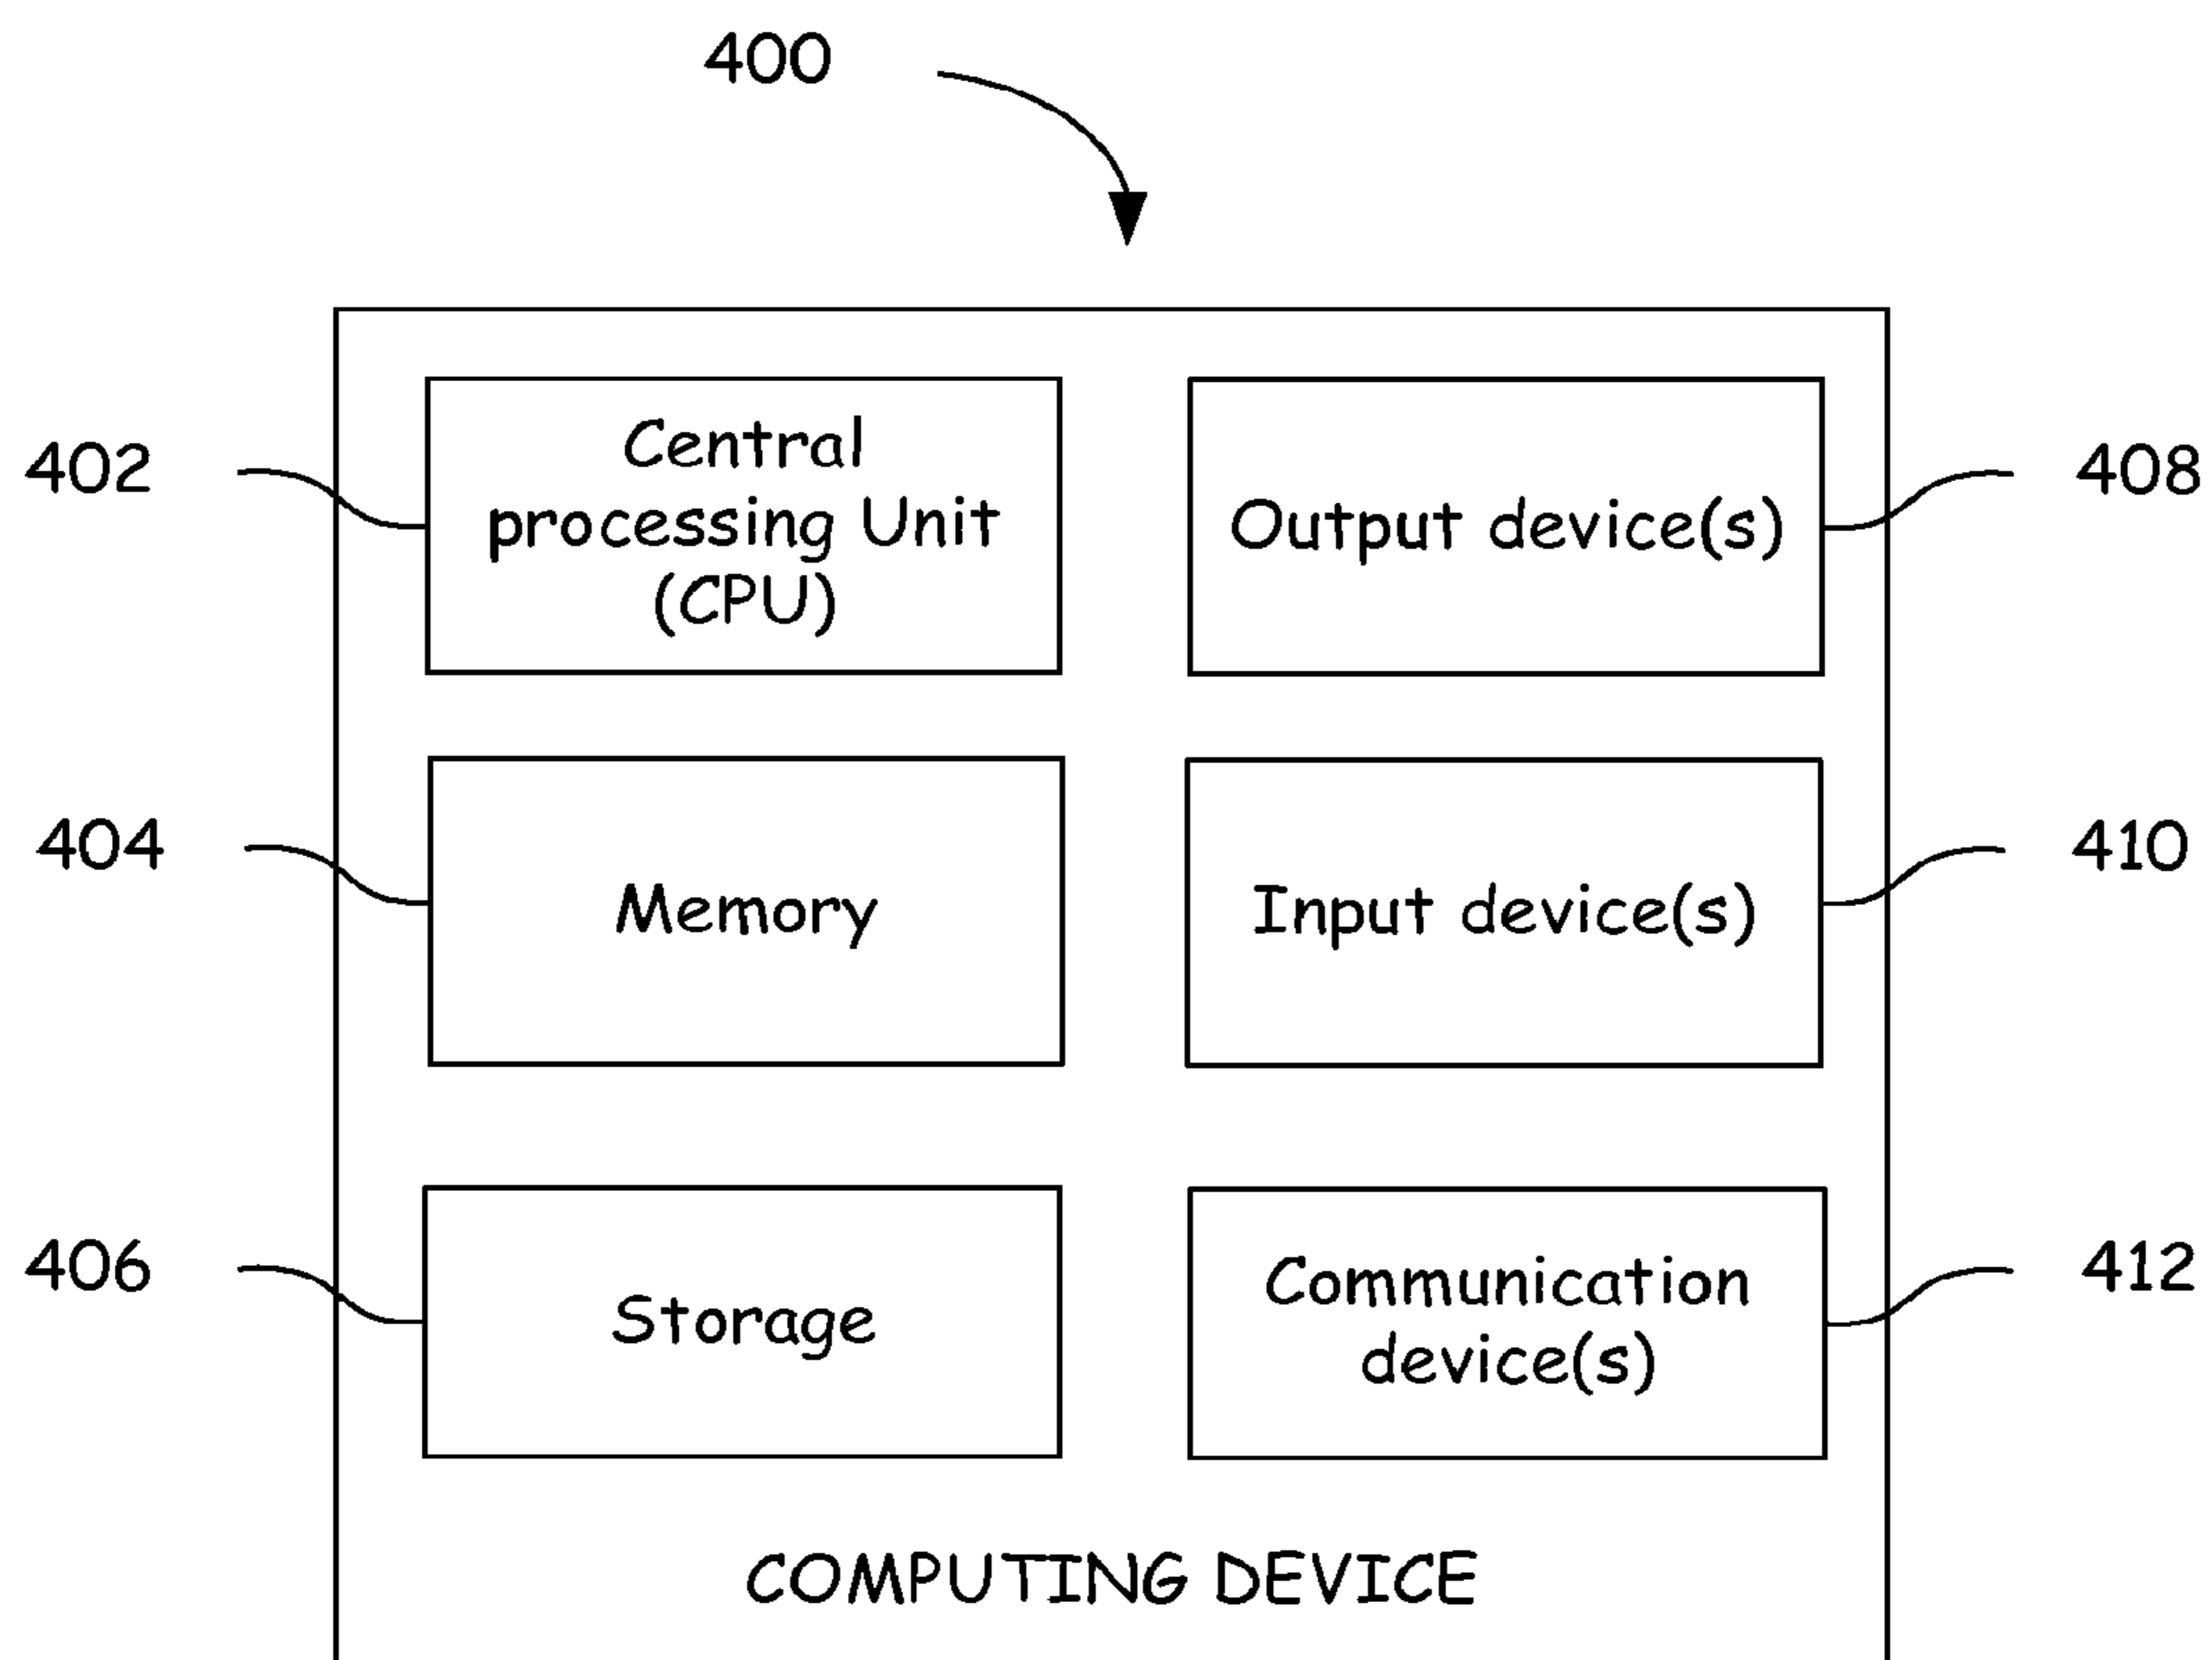 400
402
Central
processing Unit
(CPU)
Output device(s)
408
404
Memory
Input device(s)
410
406
Storage
Communication
device(s)
412
COMPUTING DEVICE